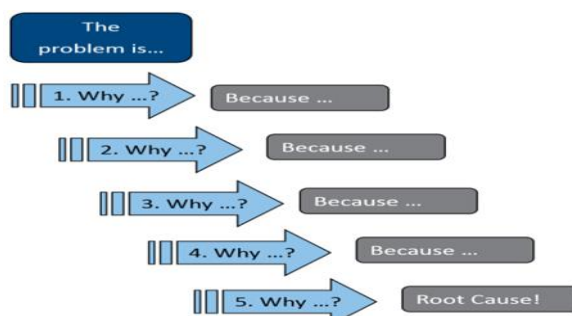 The
problem is...
1. Why ...?
Because ...
2. Why ...?
Because ...
3. Why ...?
Because ...
4. Why ...?
Because ...
5. Why ...?
Root Cause!